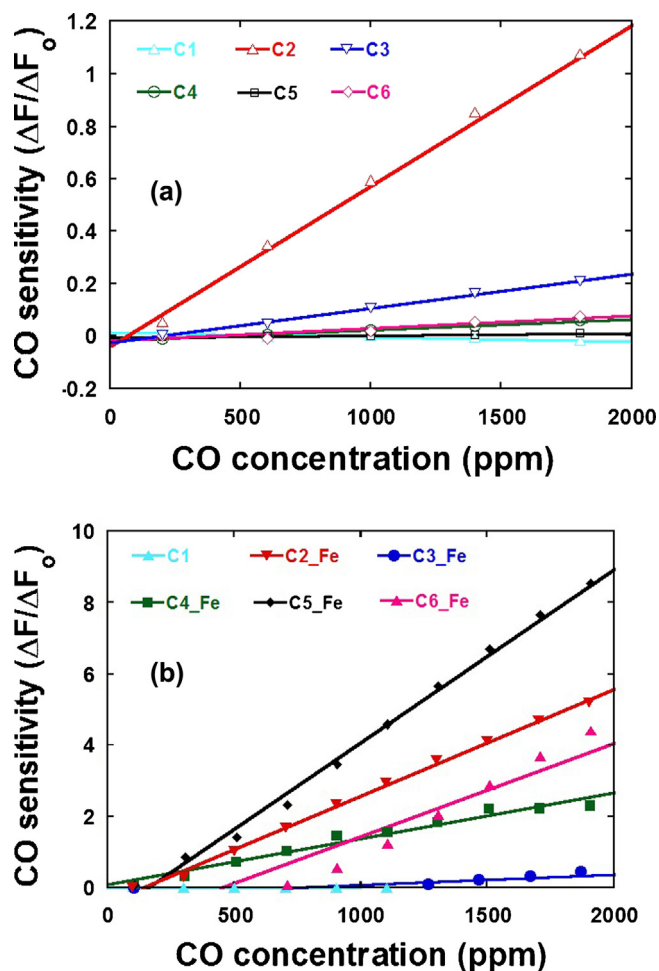 1.2
C1 C2 C3
1
C4 C5 C6
0.8
0.6
(a)
0.4
0.2
0
-0.2
0 500 1000 1500 2000
CO sensitivity (ΔF/ΔFo)
CO concentration (ppm)
10
C1 C2_Fe C3_Fe
8
C4_Fe C5_Fe C6_Fe
6
(b)
4
2
0
0 500 1000 1500 2000
CO sensitivity (ΔF/ΔFo)
CO concentration (ppm)